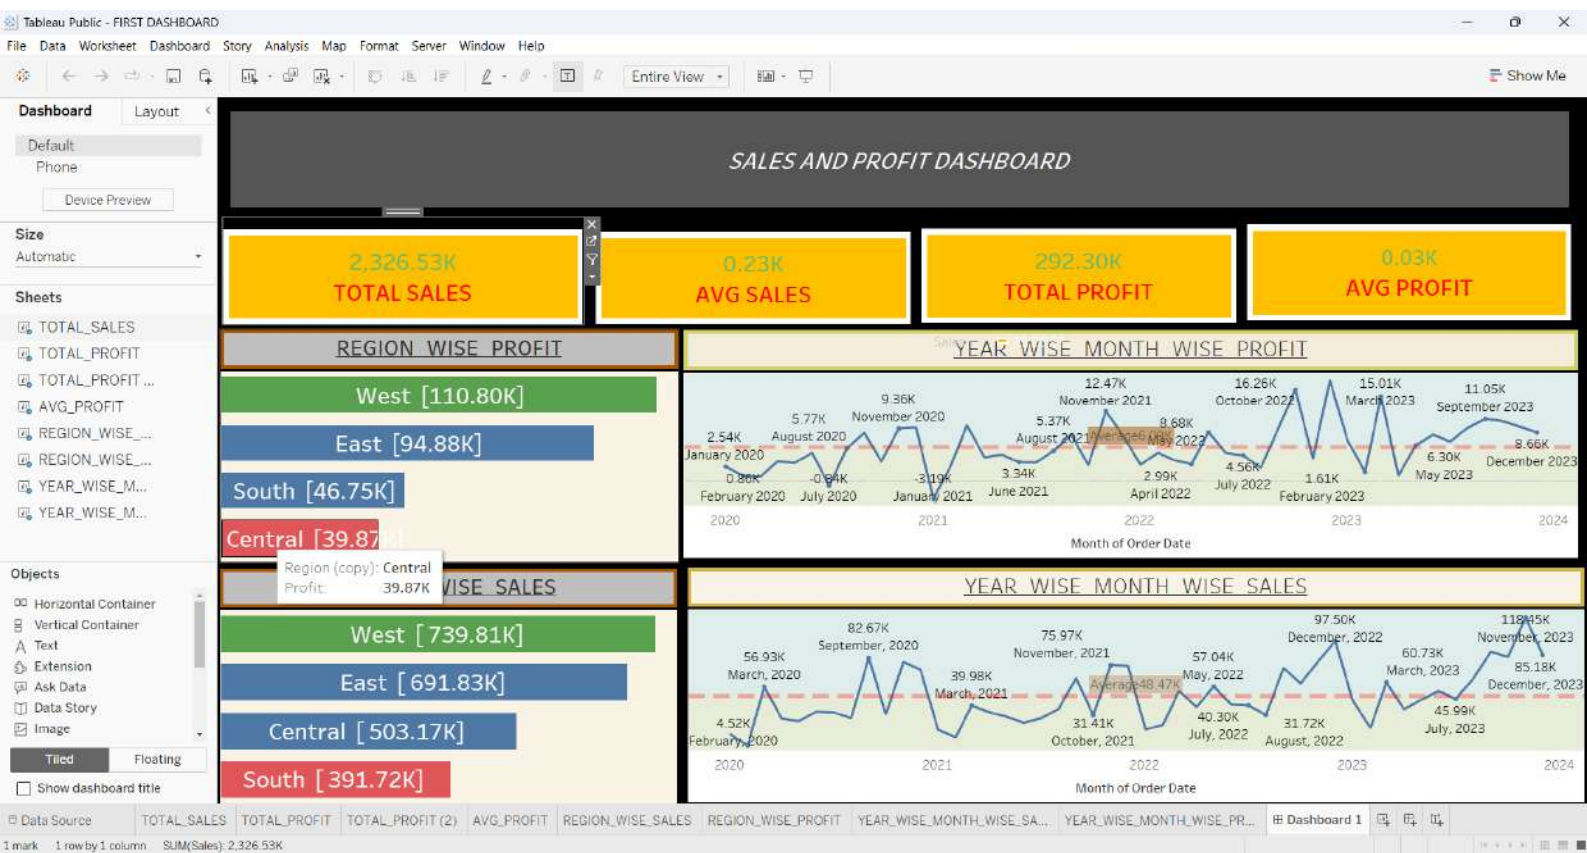 Tableau Public - FIRST DASHBOARD
File Data Worksheet Dashboard Story Analysis Map Format Server Window Help
Entire View
Show Me
Dashboard Layout
Default
Phone
Device Preview
Size
Automatic
Sheets
TOTAL_SALES
TOTAL_PROFIT
TOTAL_PROFIT ...
AVG_PROFIT
REGION_WISE_...
REGION_WISE_...
YEAR_WISE_M...
YEAR_WISE_M...
Objects
Horizontal Container
Vertical Container
Text
Extension
Ask Data
Data Story
Image
Tiled Floating
Show dashboard title
SALES AND PROFIT DASHBOARD
2,326.53K
TOTAL SALES
0.23K
AVG SALES
292.30K
TOTAL PROFIT
0.03K
AVG PROFIT
REGION WISE PROFIT
West [110.80K]
East [94.88K]
South [46.75K]
Central [39.87
Region (copy): Central
Profit: 39.87K
YEAR WISE MONTH WISE PROFIT
2.54K
January 2020
0.86K
February 2020
5.77K
August 2020
-0.84K
July 2020
9.36K
November 2020
-3.19K
January 2021
3.34K
June 2021
5.37K
August 2021
12.47K
November 2021
Average
8.68K
May 2022
2.99K
April 2022
4.56K
July 2022
16.26K
October 2022
1.61K
February 2023
15.01K
March 2023
6.30K
May 2023
11.05K
September 2023
8.66K
December 2023
2020 2021 2022 2023 2024
Month of Order Date
WISE SALES
West [ 739.81K]
East [ 691.83K]
Central [ 503.17K]
South [ 391.72K]
YEAR WISE MONTH WISE SALES
4.52K
February, 2020
56.93K
March, 2020
82.67K
September, 2020
39.98K
March, 2021
75.97K
November, 2021
31.41K
October, 2021
Average48.47K
57.04K
May, 2022
40.30K
July, 2022
31.72K
August, 2022
97.50K
December, 2022
60.73K
March, 2023
45.99K
July, 2023
118.45K
November, 2023
85.18K
December, 2023
2020 2021 2022 2023 2024
Month of Order Date
Data Source TOTAL_SALES TOTAL_PROFIT TOTAL_PROFIT (2) AVG_PROFIT REGION_WISE_SALES REGION_WISE_PROFIT YEAR_WISE_MONTH_WISE_SA... YEAR_WISE_MONTH_WISE_PR... Dashboard 1
1 mark 1 row by 1 column SUM(Sales): 2,326.53K